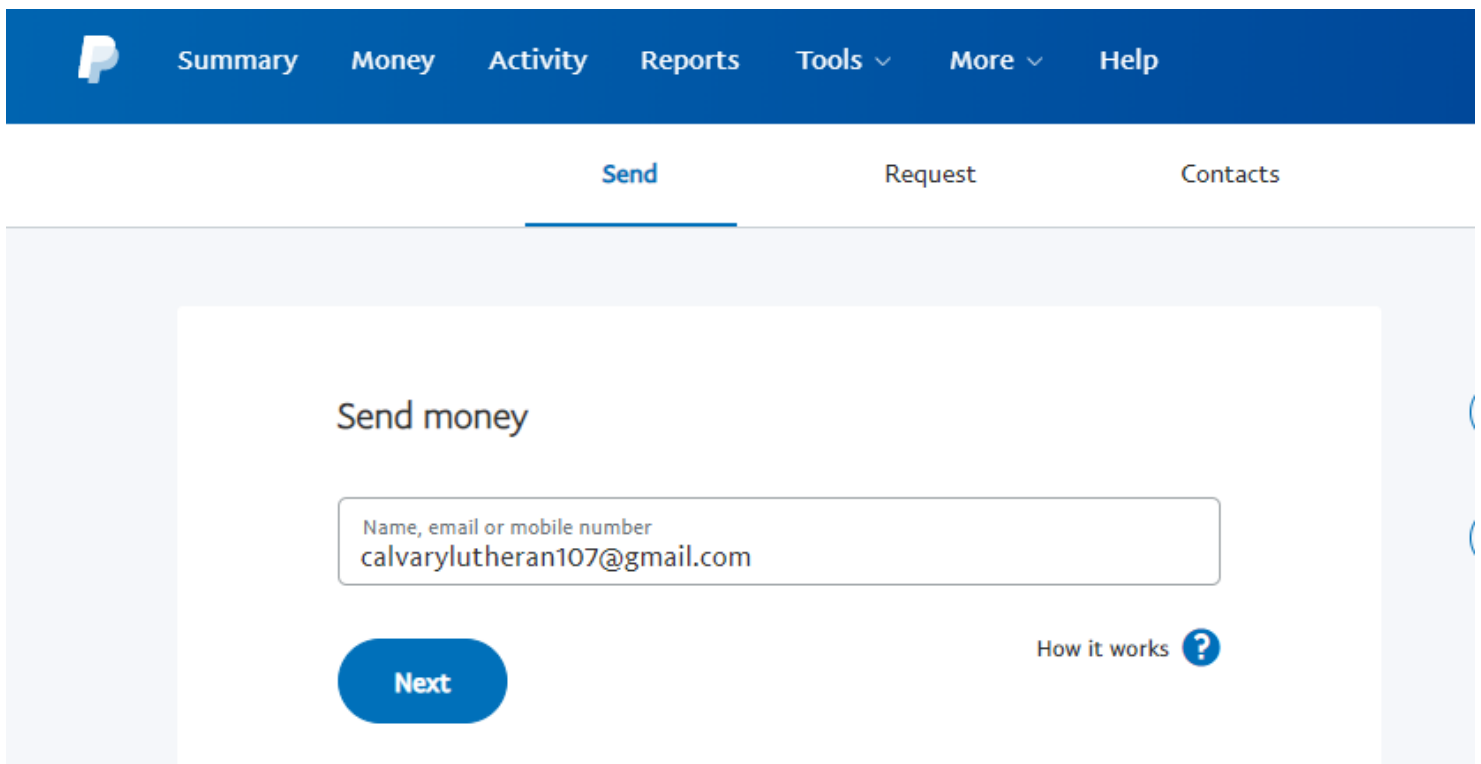 Summary Money Activity Reports Tools More Help
Send Request Contacts
Send money
Name, email or mobile number
calvarylutheran107@gmail.com
How it works ?
Next